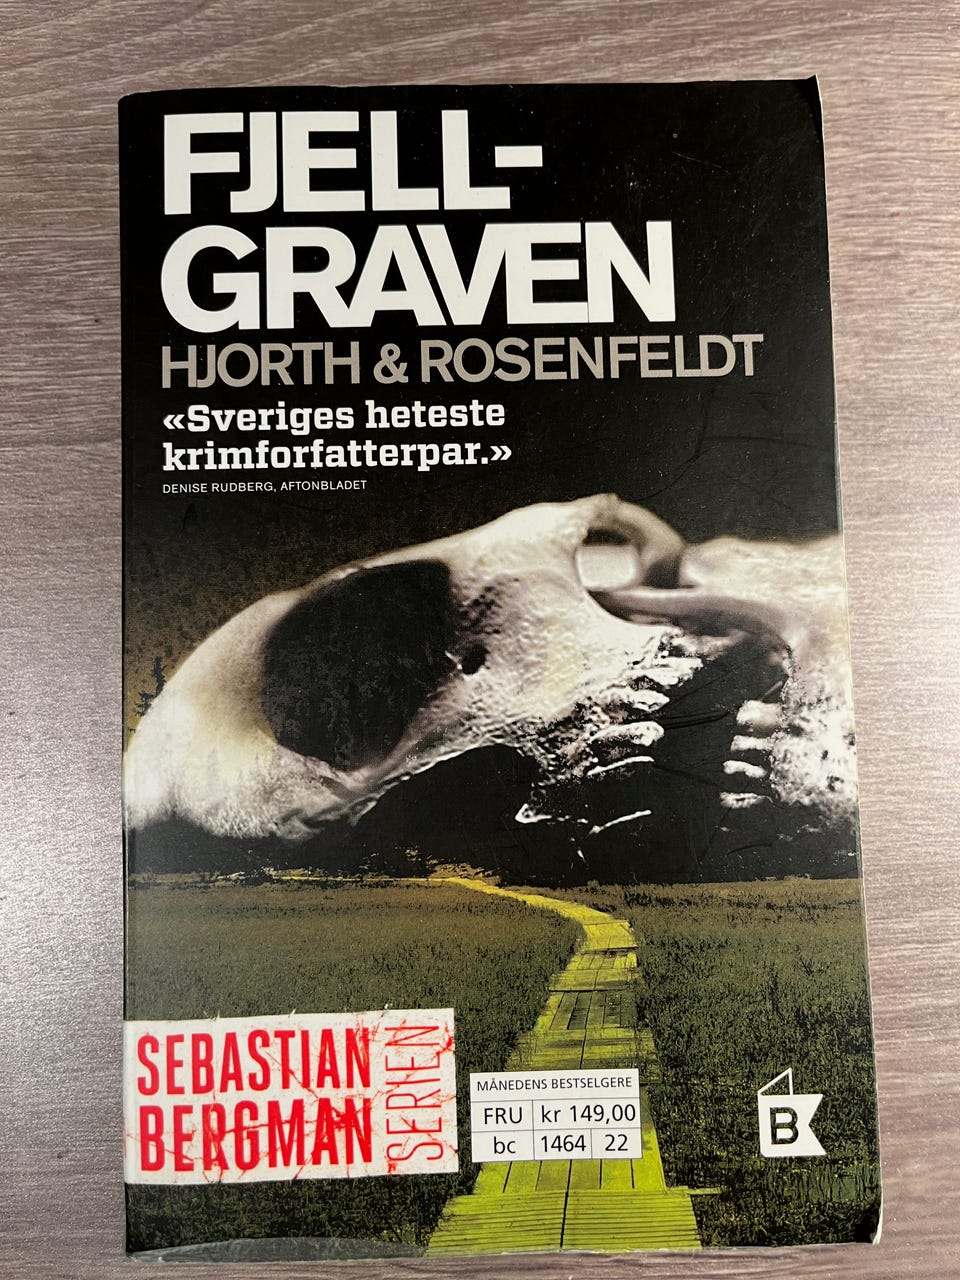 FJELL-
GRAVEN
HJORTH & ROSENFELDT
«Sveriges heteste
krimforfatterpar.»
DENISE RUDBERG, AFTONBLADET
SEBASTIAN
BERGMAN
SERIEN
MÅNEDENS BESTSELGERE
FRU kr 149,00
bc 1464 22
B